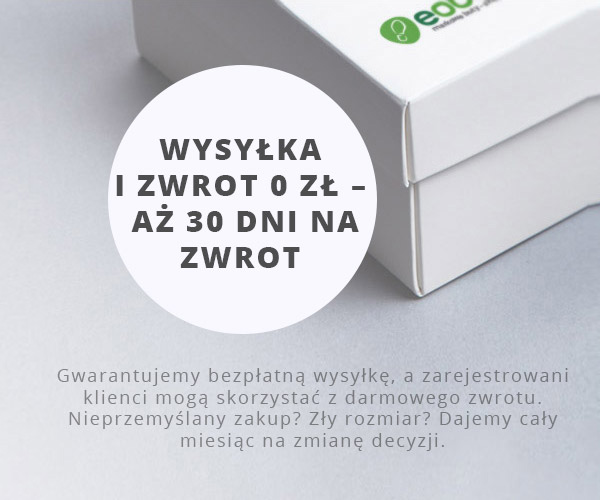 WYSYŁKA
I ZWROT 0 ZŁ –
AŻ 30 DNI NA
ZWROT
Gwarantujemy bezpłatną wysyłkę, a zarejestrowani
klienci mogą skorzystać z darmowego zwrotu.
Nieprzemyślany zakup? Zły rozmiar? Dajemy cały
miesiąc na zmianę decyzji.